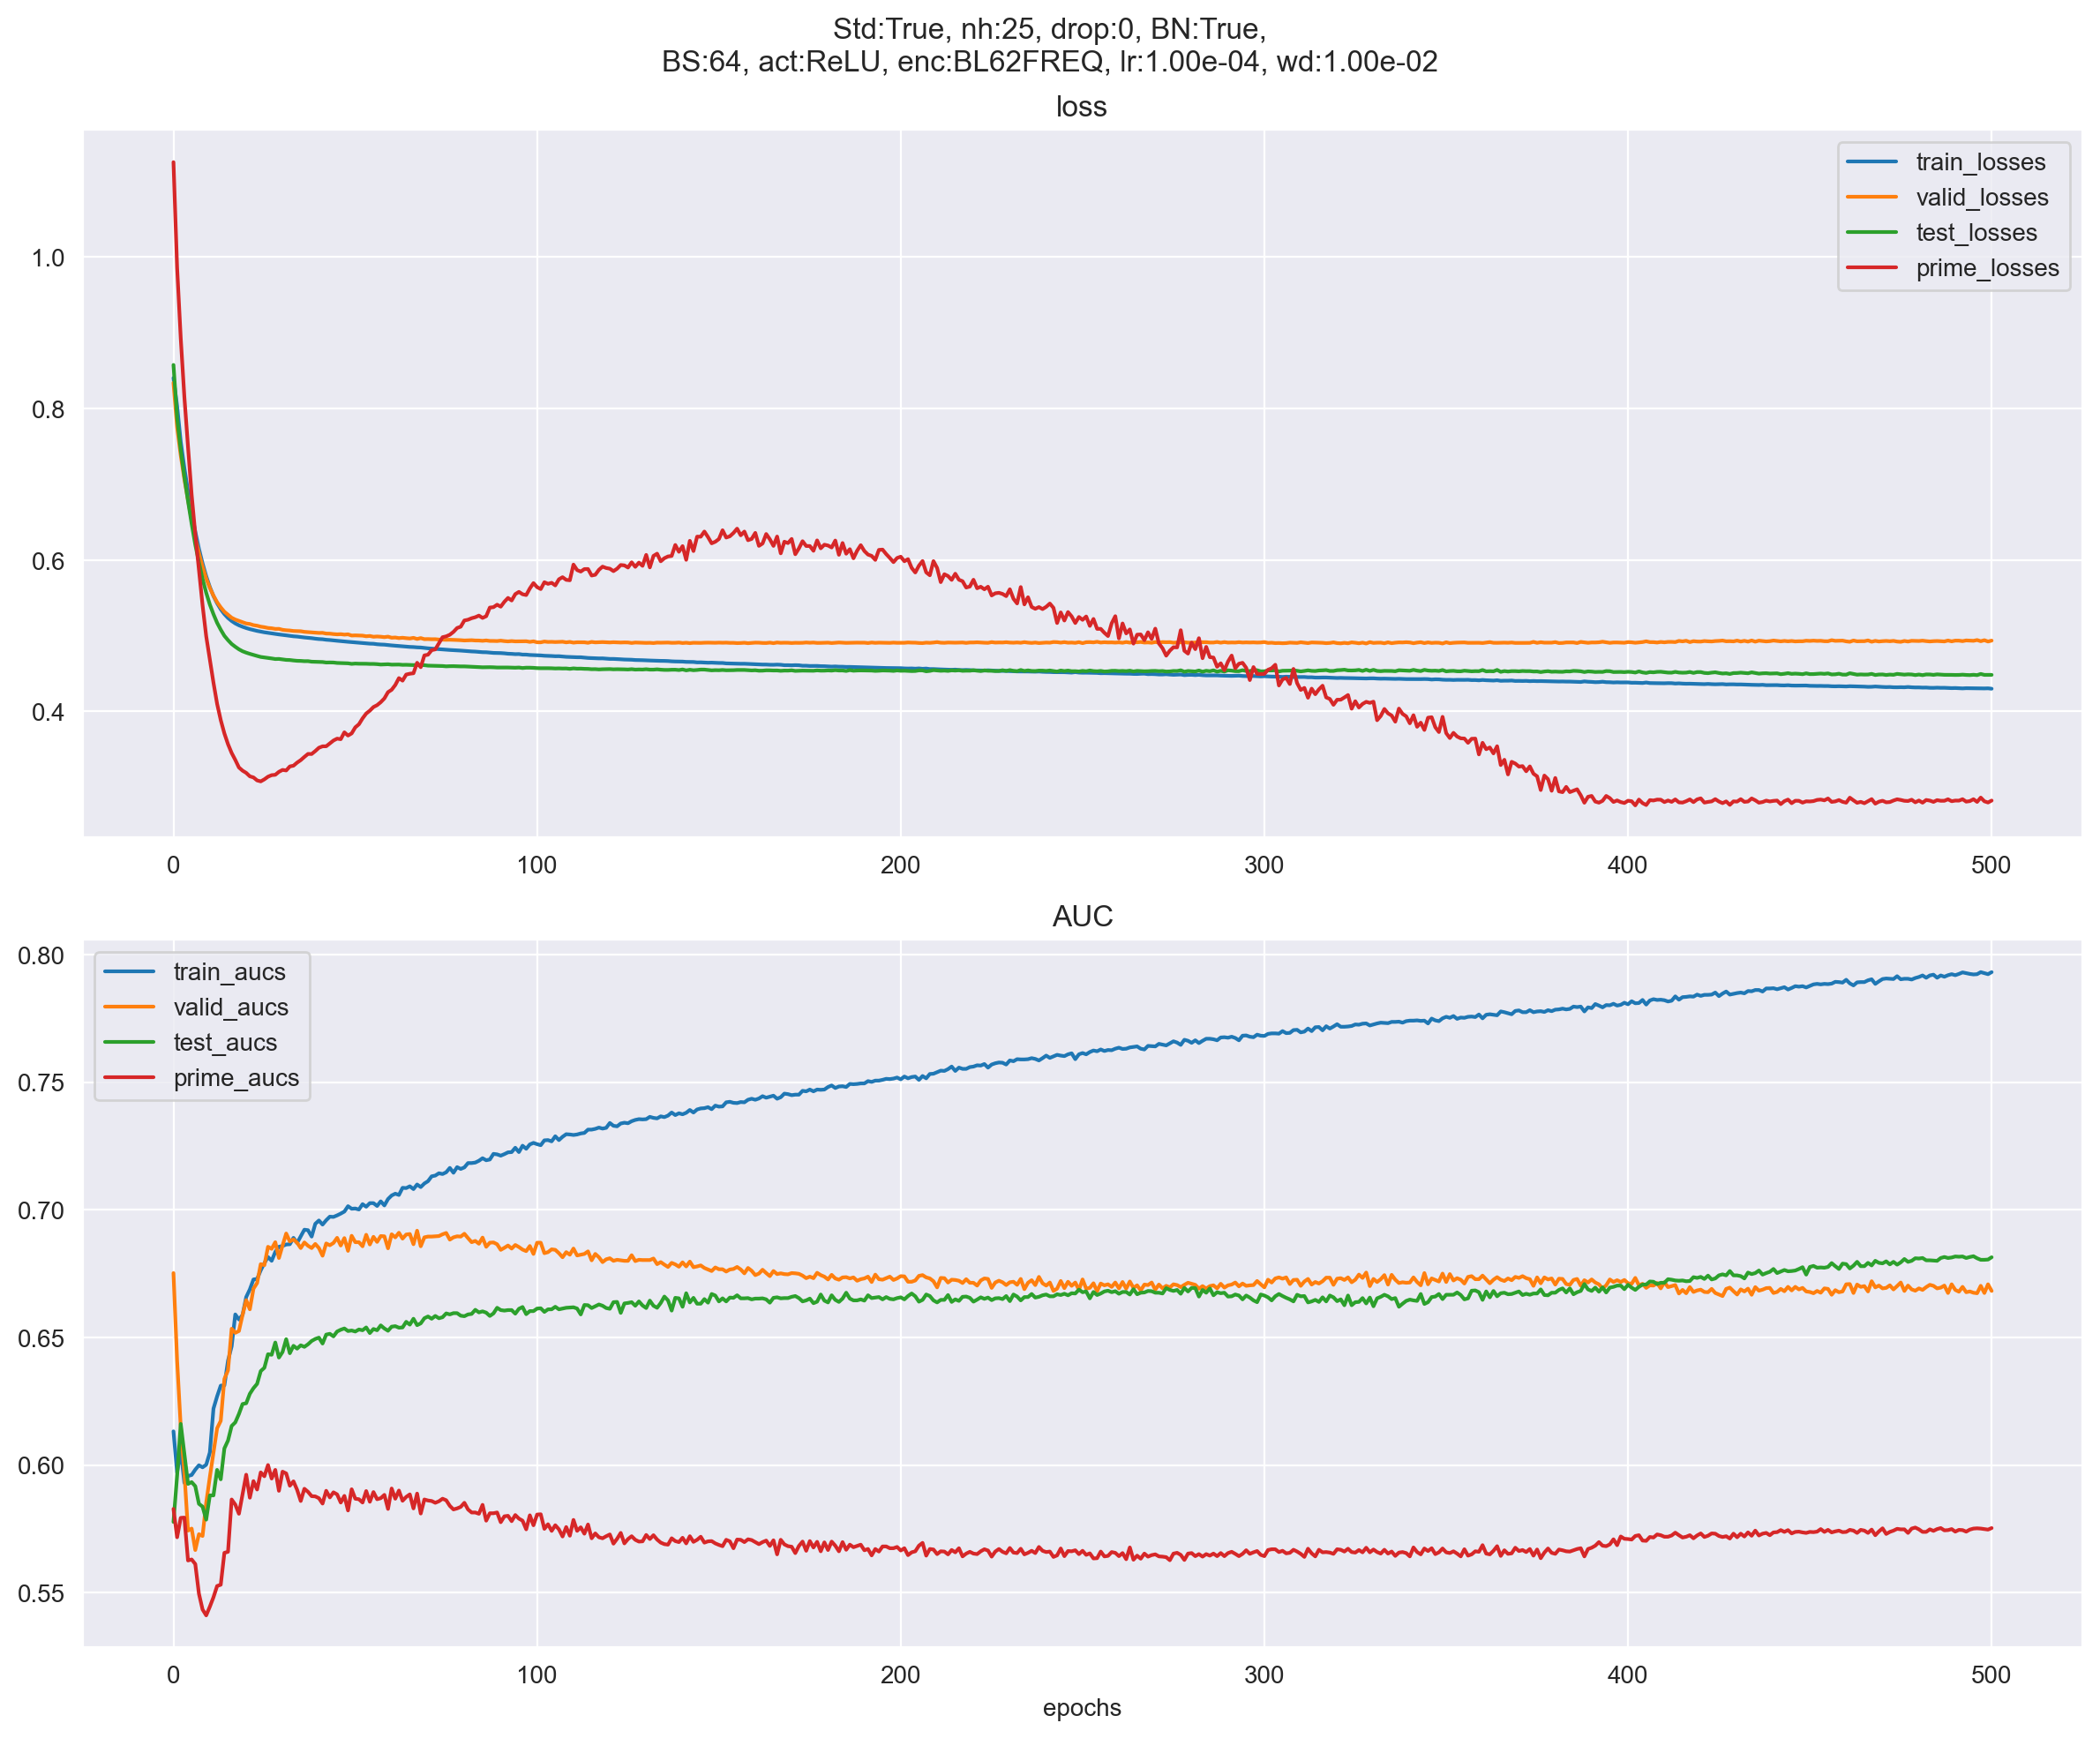 Std:True, nh:25, drop:0, BN:True,
BS:64, act:ReLU, enc:BL62FREQ, lr:1.00e-04, wd:1.00e-02
loss
train_losses
valid_losses
test_losses
prime_losses
1.0
0.8
0.6
0.4
0 100 200 300 400 500
AUC
train_aucs
valid_aucs
test_aucs
prime_aucs
0.80
0.75
0.70
0.65
0.60
0.55
0 100 200 300 400 500
epochs